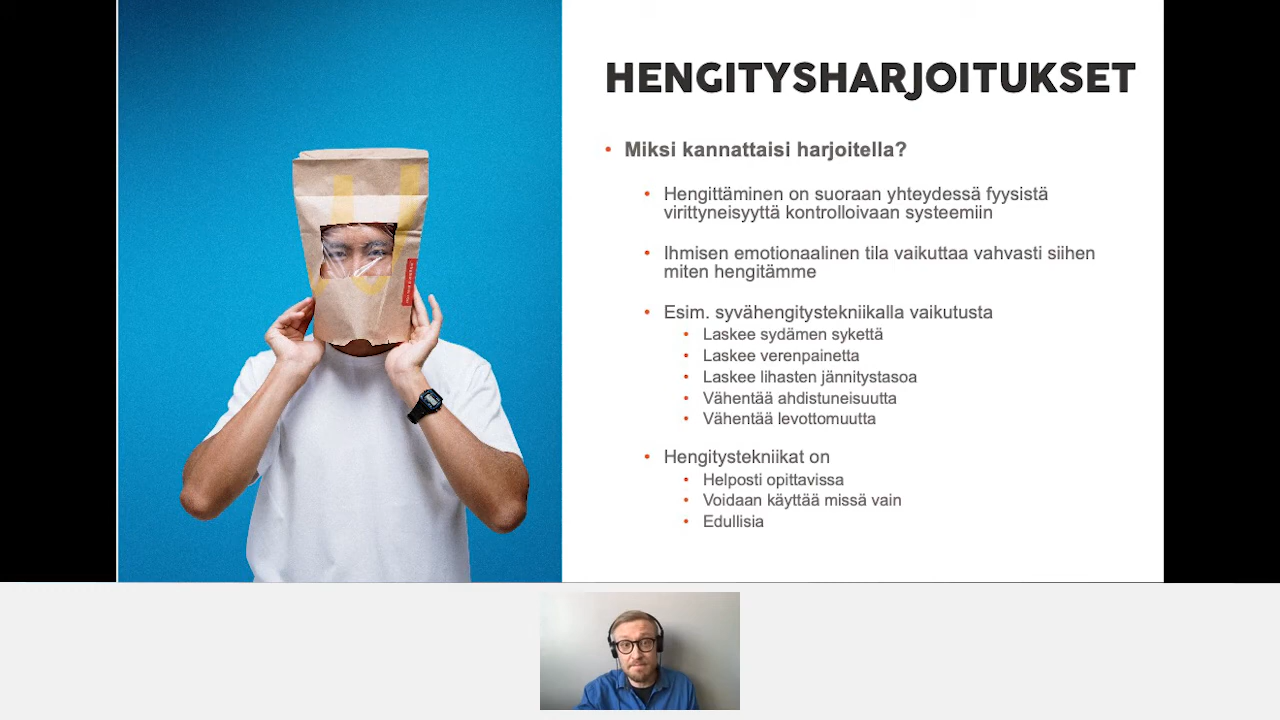 HENGITYSHARJOITUKSET
Miksi kannattaisi harjoitella?
Hengittäminen on suoraan yhteydessä fyysistä
virittyneisyyttä kontrolloivaan systeemiin
Ihmisen emotionaalinen tila vaikuttaa vahvasti siihen
miten hengitämme
Esim. syvähengitystekniikalla vaikutusta
Laskee sydämen sykettä
Laskee verenpainetta
Laskee lihasten jännitystasoa
Vähentää ahdistuneisuutta
Vähentää levottomuutta
Hengitystekniikat on
Helposti opittavissa
Voidaan käyttää missä vain
Edullisia